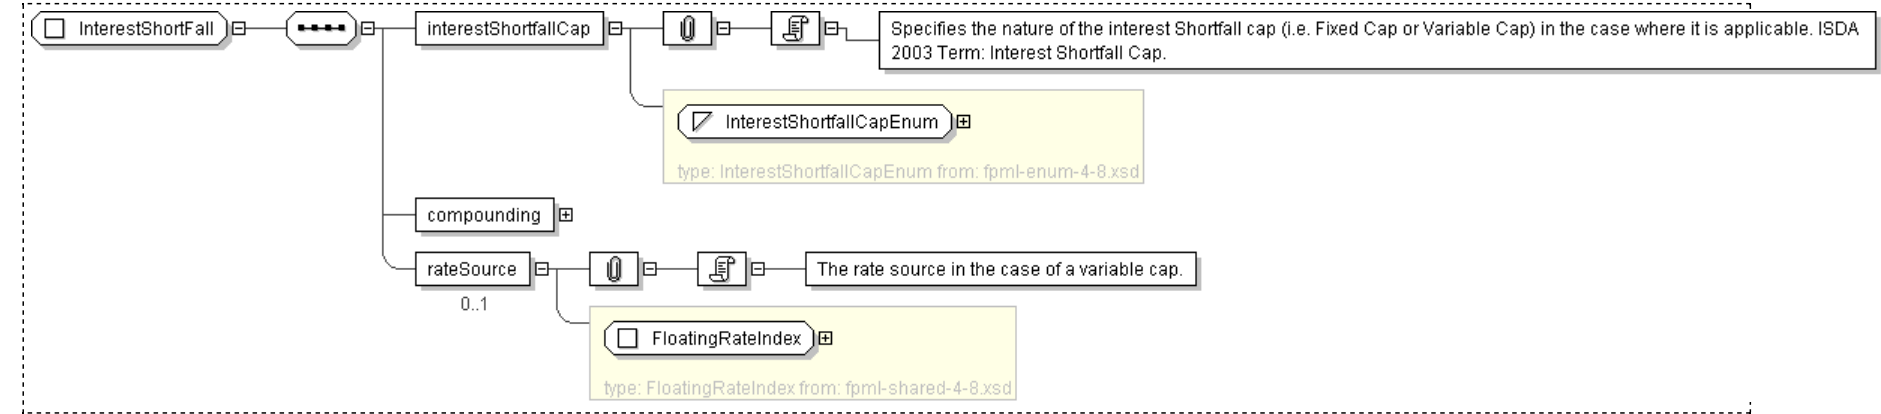 InterestShortFall
interestShortfallCap
Specifies the nature of the interest Shortfall cap (i.e. Fixed Cap or Variable Cap) in the case where it is applicable. ISDA
2003 Term: Interest Shortfall Cap.
InterestShortfallCapEnum
type: InterestShortfallCapEnum from: fpml-enum-4-8.xsd
compounding
rateSource
The rate source in the case of a variable cap.
0..1
FloatingRateIndex
type: FloatingRateIndex from: fpml-shared-4-8.xsd